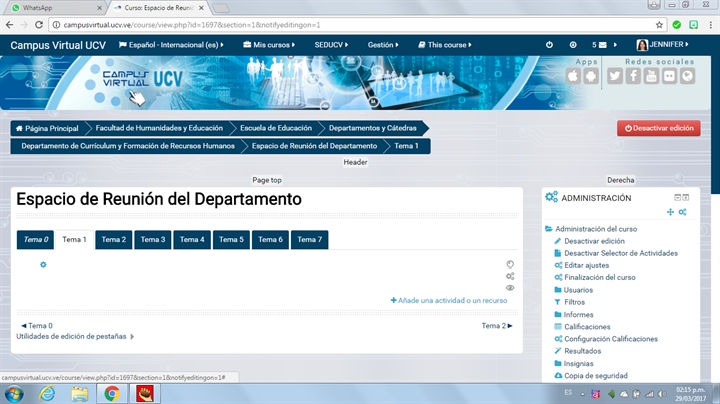 WhatsApp
Curso: Espacio de Reunió
campusvirtual.ucv.ve/course/view.php?id=1697&section=1&notifyeditingon=1
Campus Virtual UCV
Español - Internacional (es)
Mis cursos
SEDUCV
Gestión
This course
5
JENNIFER
CAMPUS VIRTUAL UCV
Apps
Redes sociales
Página Principal
Facultad de Humanidades y Educación
Escuela de Educación
Departamentos y Cátedras
Desactivar edición
Departamento de Currículum y Formación de Recursos Humanos
Espacio de Reunión del Departamento
Tema 1
Header
Page top
Derecha
Espacio de Reunión del Departamento
Tema 0
Tema 1
Tema 2
Tema 3
Tema 4
Tema 5
Tema 6
Tema 7
Añade una actividad o un recurso
Tema 0
Tema 2
Utilidades de edición de pestañas
ADMINISTRACIÓN
Administración del curso
Desactivar edición
Desactivar Selector de Actividades
Editar ajustes
Finalización del curso
Usuarios
Filtros
Informes
Calificaciones
Configuración Calificaciones
Resultados
Insignias
Copia de seguridad
campusvirtual.ucv.ve/course/view.php?id=1697&section=1&notifyeditingon=1#
ES
02:15 p.m.
29/03/2017